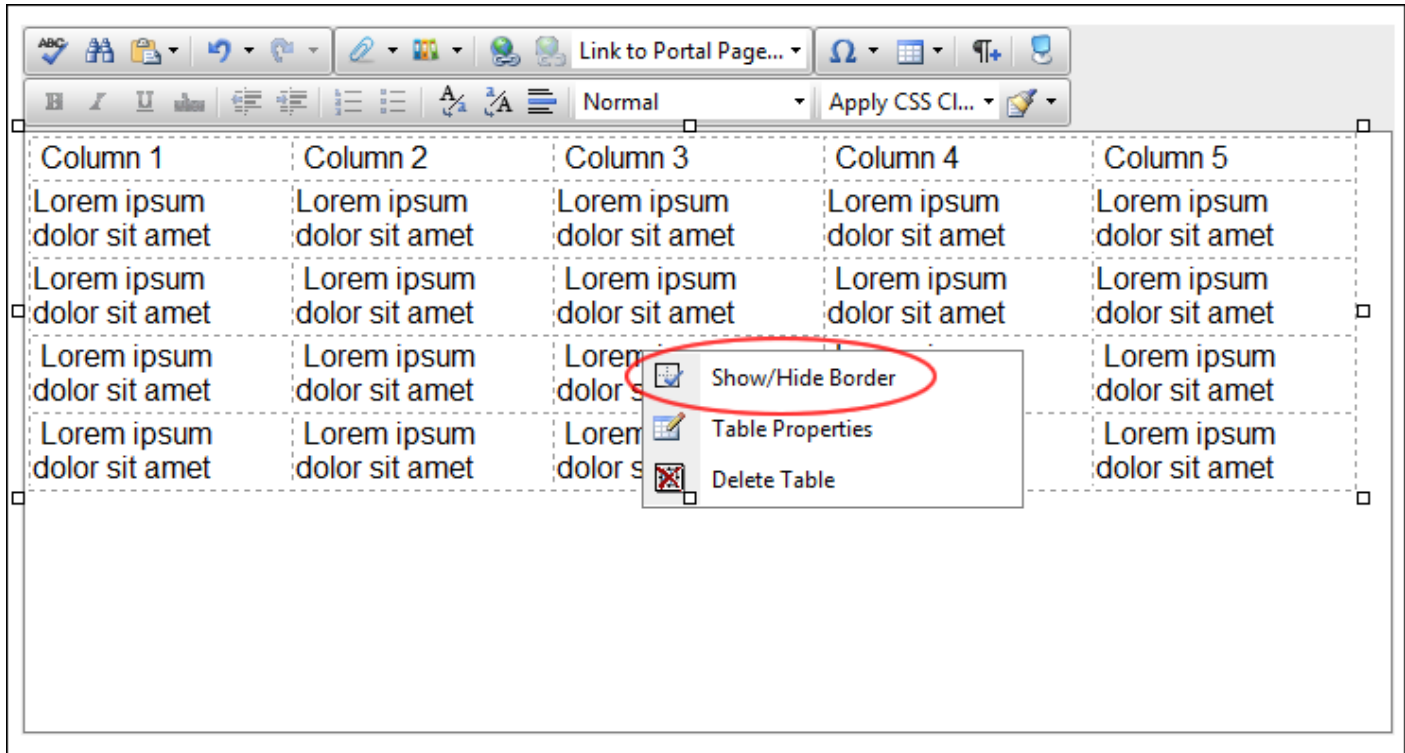 ABC Link to Portal Page... Ω ¶
B I U abc A a a A Normal Apply CSS Cl...
Column 1 Column 2 Column 3 Column 4 Column 5
Lorem ipsum Lorem ipsum Lorem ipsum Lorem ipsum Lorem ipsum
dolor sit amet dolor sit amet dolor sit amet dolor sit amet dolor sit amet
Lorem ipsum Lorem ipsum Lorem ipsum Lorem ipsum Lorem ipsum
dolor sit amet dolor sit amet dolor sit amet dolor sit amet dolor sit amet
Lorem ipsum Lorem ipsum Lorem Lorem ipsum
dolor sit amet dolor sit amet dolor s dolor sit amet
Lorem ipsum Lorem ipsum Lorem Lorem ipsum
dolor sit amet dolor sit amet dolor s dolor sit amet
Show/Hide Border
Table Properties
Delete Table